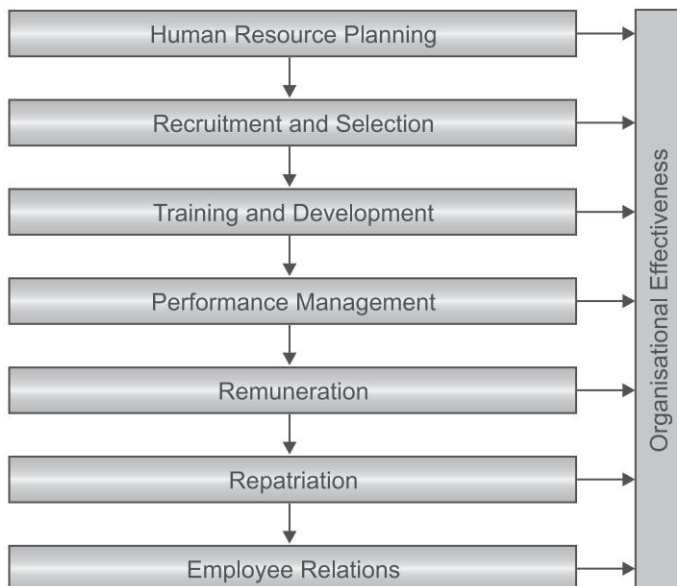 Human Resource Planning
Recruitment and Selection
Training and Development
Performance Management
Remuneration
Repatriation
Employee Relations
Organisational Effectiveness